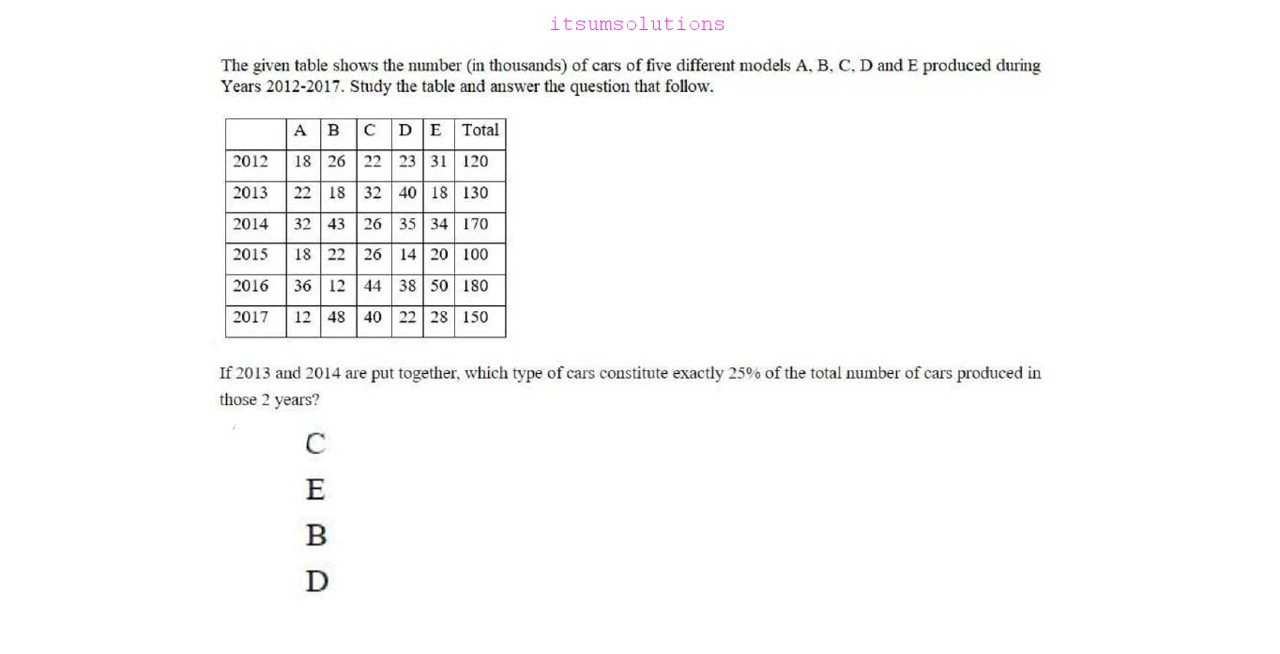 itsumsolutions
The given table shows the number (in thousands) of cars of five different models A, B, C, D and E produced during
Years 2012-2017. Study the table and answer the question that follow.
A B C D E Total
2012 18 26 22 23 31 120
2013 22 18 32 40 18 130
2014 32 43 26 35 34 170
2015 18 22 26 14 20 100
2016 36 12 44 38 50 180
2017 12 48 40 22 28 150
If 2013 and 2014 are put together, which type of cars constitute exactly 25% of the total number of cars produced in
those 2 years?
C
E
B
D